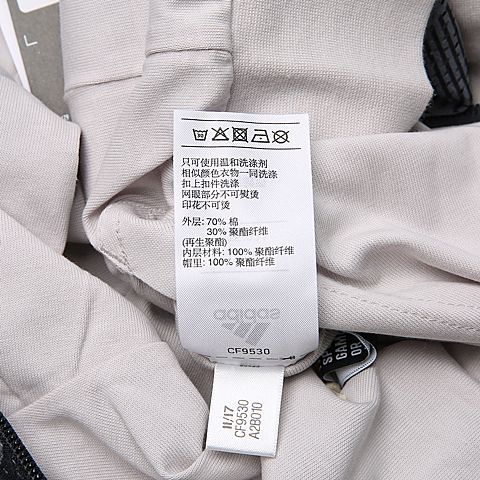 L
只可使用温和洗涤剂
相似颜色衣物一同洗涤
扣上扣件洗涤
网眼部分不可熨烫
印花不可烫
外层: 70% 棉
30% 聚酯纤维
(再生聚酯)
内层材料: 100% 聚酯纤维
帽里: 100% 聚酯纤维
adidas
CF9530
11/17
CF9530
A2B010
SP
GAM
OR